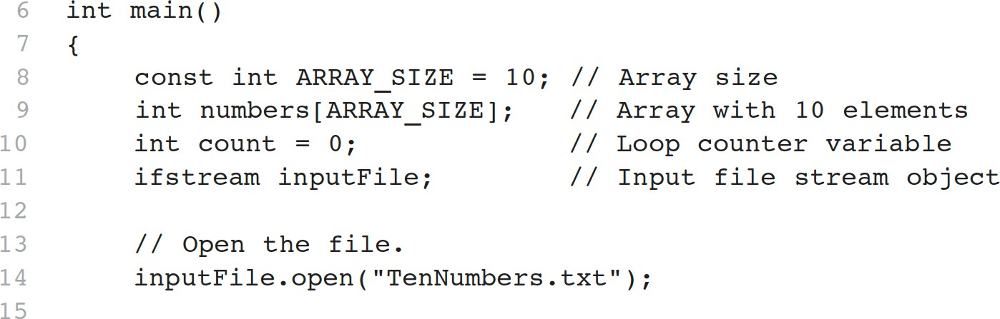 6 int main()
7 {
8 const int ARRAY_SIZE = 10; // Array size
9 int numbers[ARRAY_SIZE]; // Array with 10 elements
10 int count = 0; // Loop counter variable
11 ifstream inputFile; // Input file stream object
12
13 // Open the file.
14 inputFile.open("TenNumbers.txt");
15